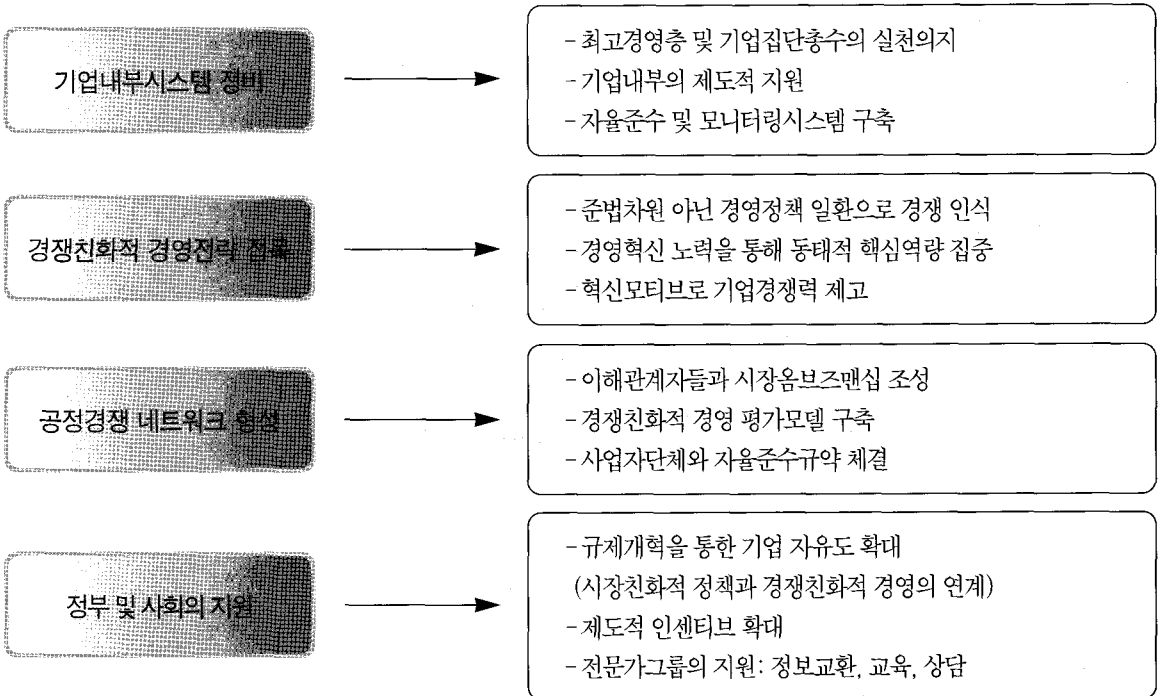 기업내부시스템 정비
- 최고경영층 및 기업집단총수의 실천의지
- 기업내부의 제도적 지원
- 자율준수 및 모니터링시스템 구축
경쟁친화적 경영전략 접목
- 준법차원 아닌 경영정책 일환으로 경쟁 인식
- 경영혁신 노력을 통해 동태적 핵심역량 집중
- 혁신모티브로 기업경쟁력 제고
공정경쟁 네트워크 형성
- 이해관계자들과 시장옴브즈맨십 조성
- 경쟁친화적 경영 평가모델 구축
- 사업자단체와 자율준수규약 체결
정부 및 사회의 지원
- 규제개혁을 통한 기업 자유도 확대
(시장친화적 정책과 경쟁친화적 경영의 연계)
- 제도적 인센티브 확대
- 전문가그룹의 지원: 정보교환, 교육, 상담